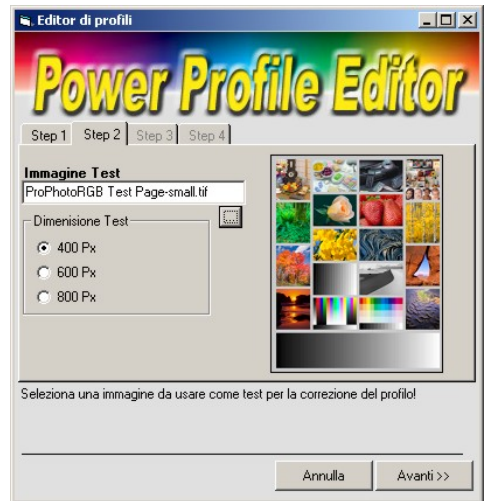 Editor di profili
Power Profile Editor
Step 1 Step 2 Step 3 Step 4
Immagine Test
ProPhotoRGB Test Page-small.tif
Dimenisione Test
...
400 Px
600 Px
800 Px
Seleziona una immagine da usare come test per la correzione del profilo!
Annulla Avanti >>